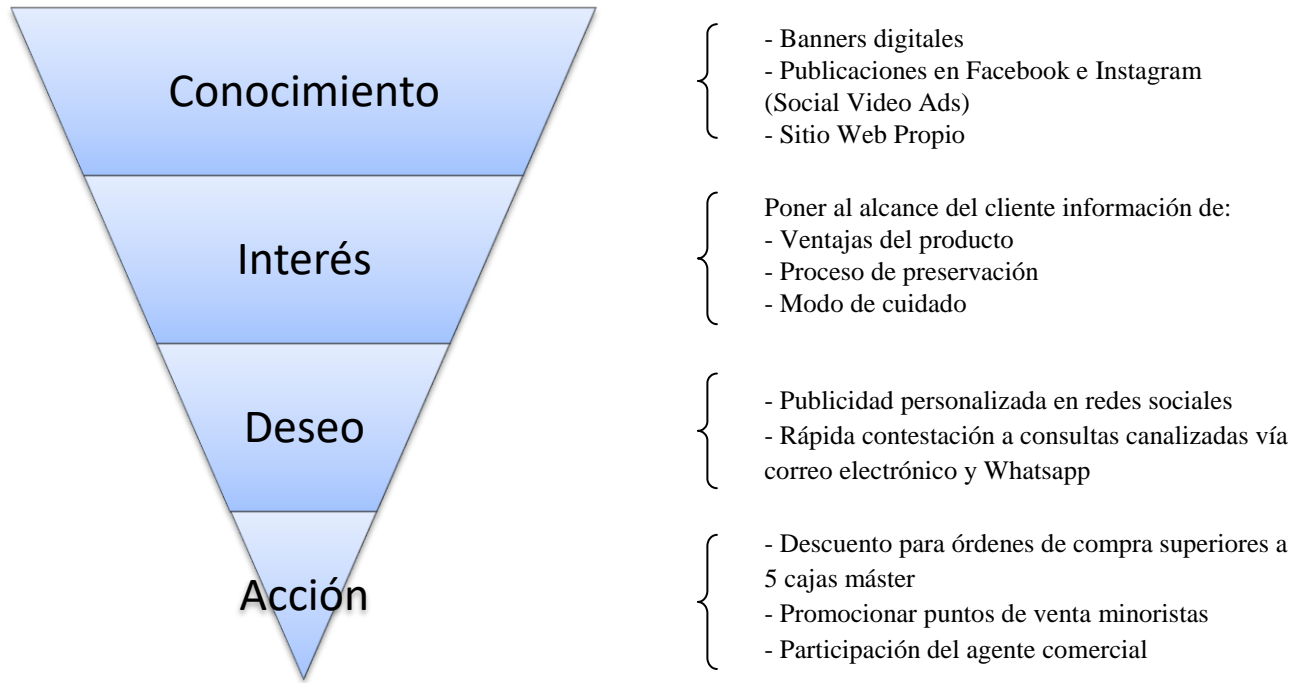 Conocimiento
- Banners digitales
- Publicaciones en Facebook e Instagram
(Social Video Ads)
- Sitio Web Propio
Interés
Poner al alcance del cliente información de:
- Ventajas del producto
- Proceso de preservación
- Modo de cuidado
Deseo
- Publicidad personalizada en redes sociales
- Rápida contestación a consultas canalizadas vía
correo electrónico y Whatsapp
Acción
- Descuento para órdenes de compra superiores a
5 cajas máster
- Promocionar puntos de venta minoristas
- Participación del agente comercial